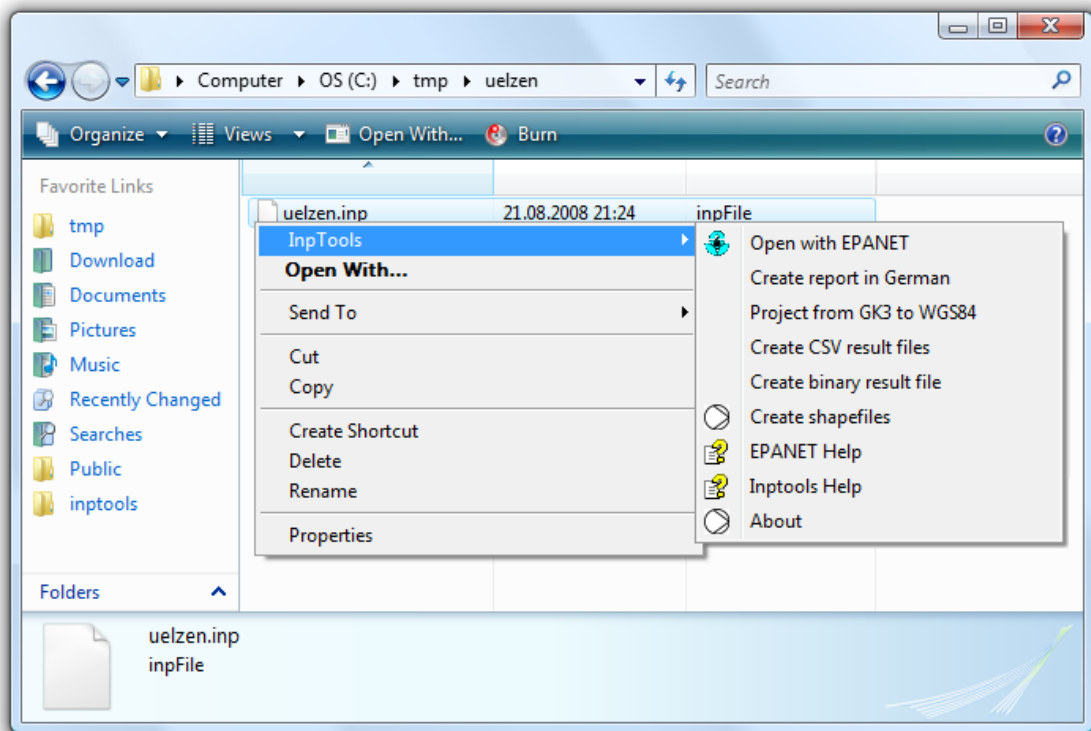 Computer OS (C:) tmp uelzen Search
Organize Views Open With... Burn
Favorite Links
tmp
Download
Documents
Pictures
Music
Recently Changed
Searches
Public
inptools
Folders
uelzen.inp 21.08.2008 21:24 inpFile
InpTools
Open With...
Send To
Cut
Copy
Create Shortcut
Delete
Rename
Properties
Open with EPANET
Create report in German
Project from GK3 to WGS84
Create CSV result files
Create binary result file
Create shapefiles
EPANET Help
Inptools Help
About
uelzen.inp
inpFile